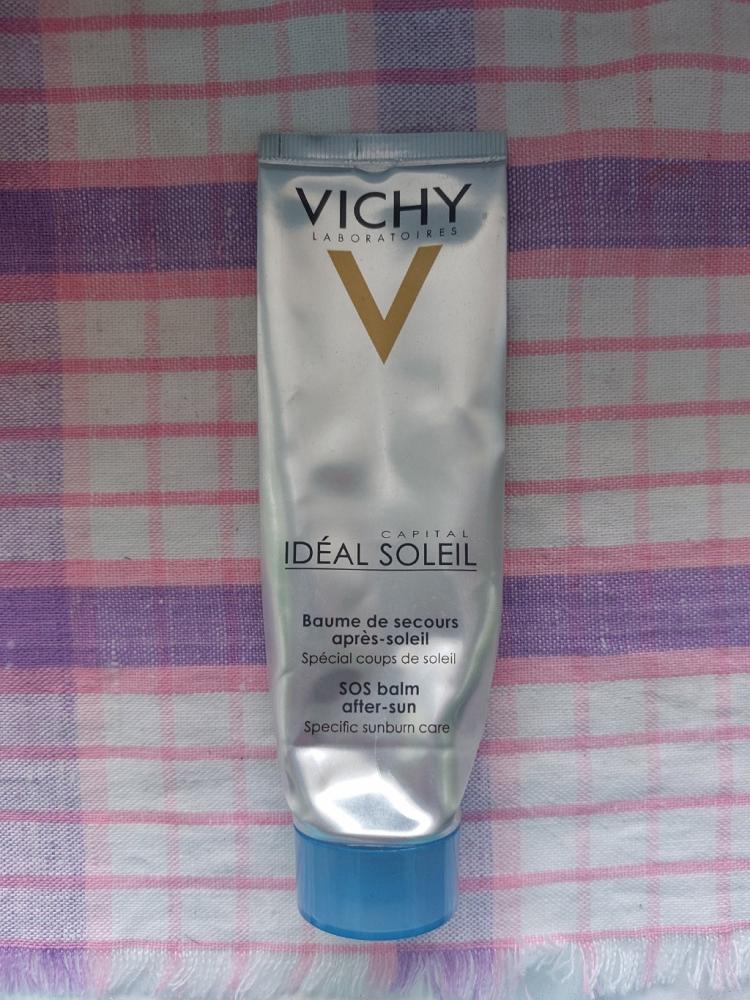 VICHY
LABORATOIRES
CAPITAL
IDÉAL SOLEIL
Baume de secours
après-soleil
Spécial coups de soleil
SOS balm
after-sun
Specific sunburn care